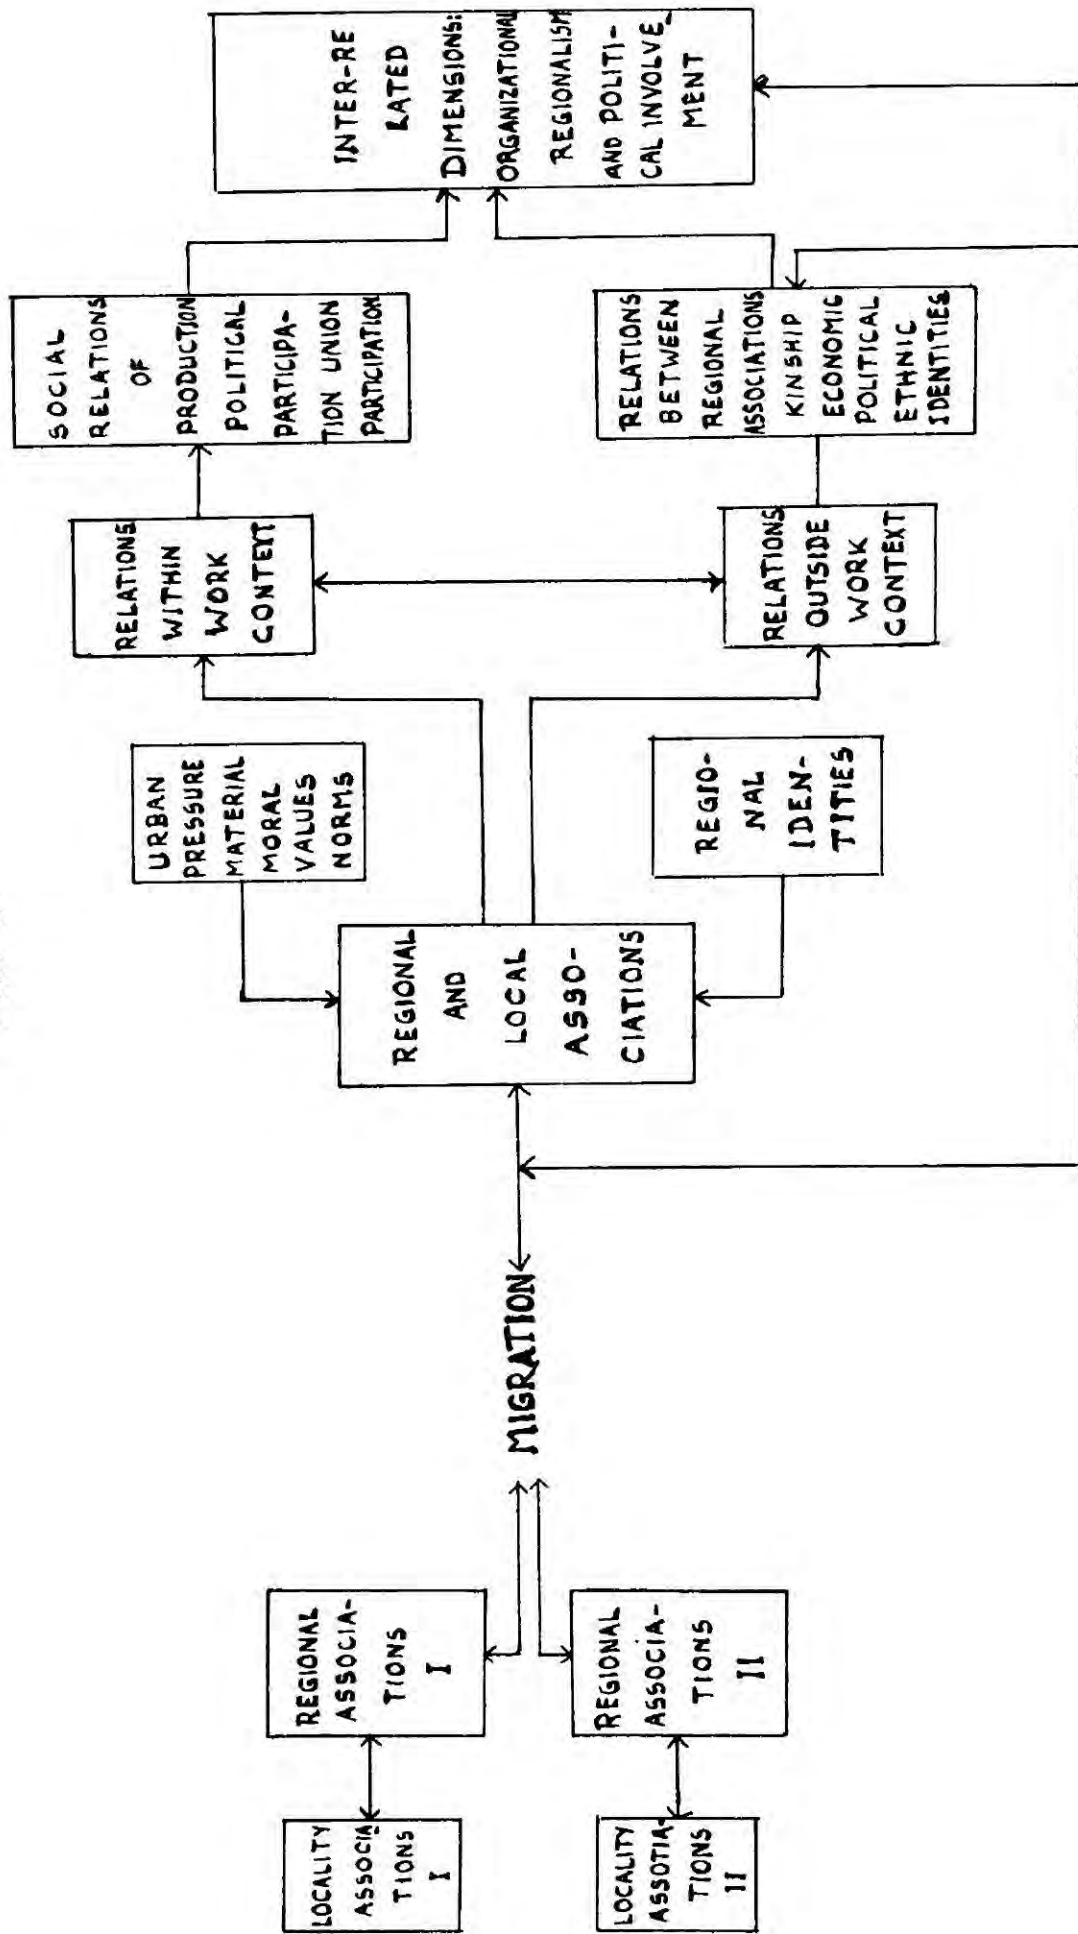 LOCALITY
ASSOCIA-
TIONS
I
REGIONAL
ASSOCIA-
TIONS
I
LOCALITY
ASSOTIA-
TIONS
II
REGIONAL
ASSOCIA-
TIONS
II
MIGRATION
URBAN
PRESSURE
MATERIAL
MORAL
VALUES
NORMS
REGIONAL
AND
LOCAL
ASSO-
CIATIONS
REGIO-
NAL
IDEN-
TITIES
RELATIONS
WITHIN
WORK
CONTEXT
RELATIONS
OUTSIDE
WORK
CONTEXT
SOCIAL
RELATIONS
OF
PRODUCTION
POLITICAL
PARTICIPA-
TION UNION
PARTICIPATION
RELATIONS
BETWEEN
REGIONAL
ASSOCIATIONS
KINSHIP
ECONOMIC
POLITICAL
ETHNIC
IDENTITIES
INTER-RE
LATED
DIMENSIONS:
ORGANIZATIONAL
REGIONALISM
AND POLITI-
CAL INVOLVE_
MENT